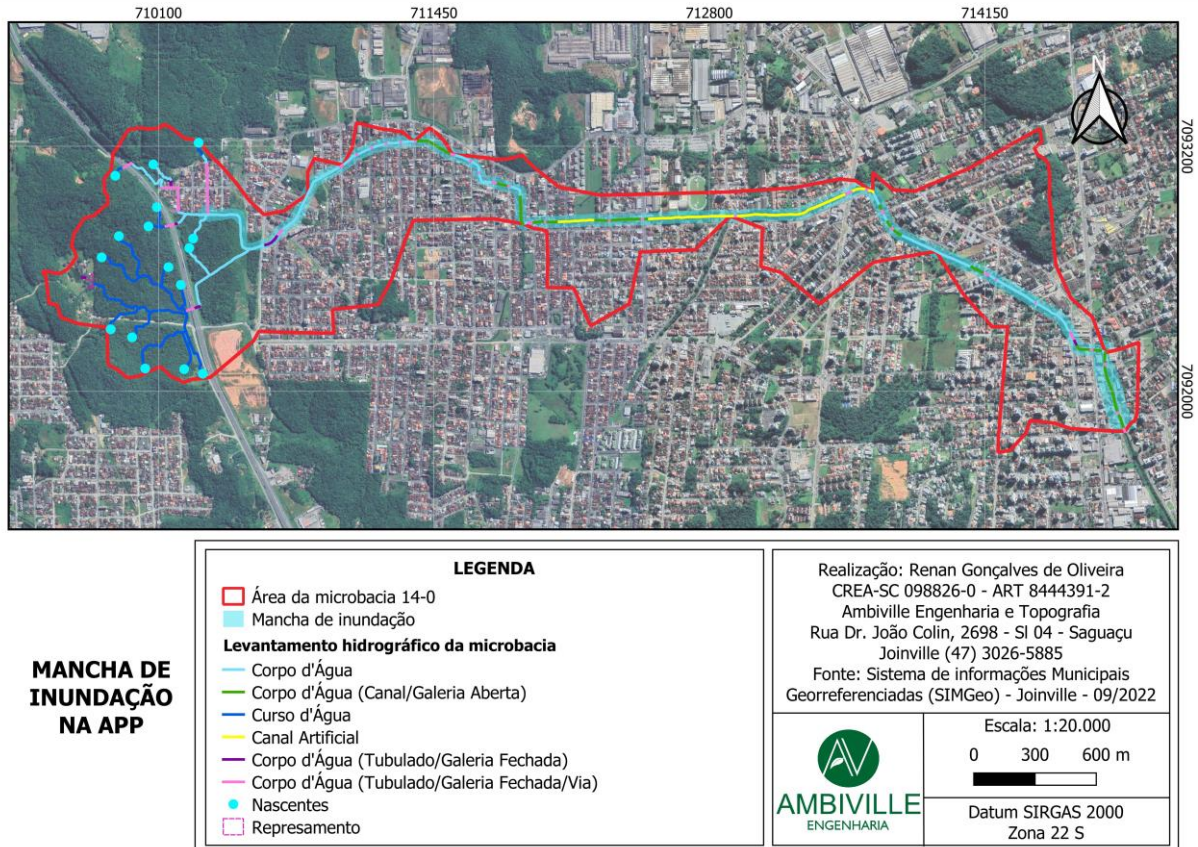 710100
711450
712800
714150
N
7093200
7092000
MANCHA DE
INUNDAÇÃO
NA APP
LEGENDA
Área da microbacia 14-0
Mancha de inundação
Levantamento hidrográfico da microbacia
Corpo d'Água
Corpo d'Água (Canal/Galeria Aberta)
Curso d'Água
Canal Artificial
Corpo d'Água (Tubulado/Galeria Fechada)
Corpo d'Água (Tubulado/Galeria Fechada/Via)
Nascentes
Represamento
Realização: Renan Gonçalves de Oliveira
CREA-SC 098826-0 - ART 8444391-2
Ambiville Engenharia e Topografia
Rua Dr. João Colin, 2698 - Sl 04 - Saguaçu
Joinville (47) 3026-5885
Fonte: Sistema de informações Municipais
Georreferenciadas (SIMGeo) - Joinville - 09/2022
AMBIVILLE
ENGENHARIA
Escala: 1:20.000
0 300 600 m
Datum SIRGAS 2000
Zona 22 S